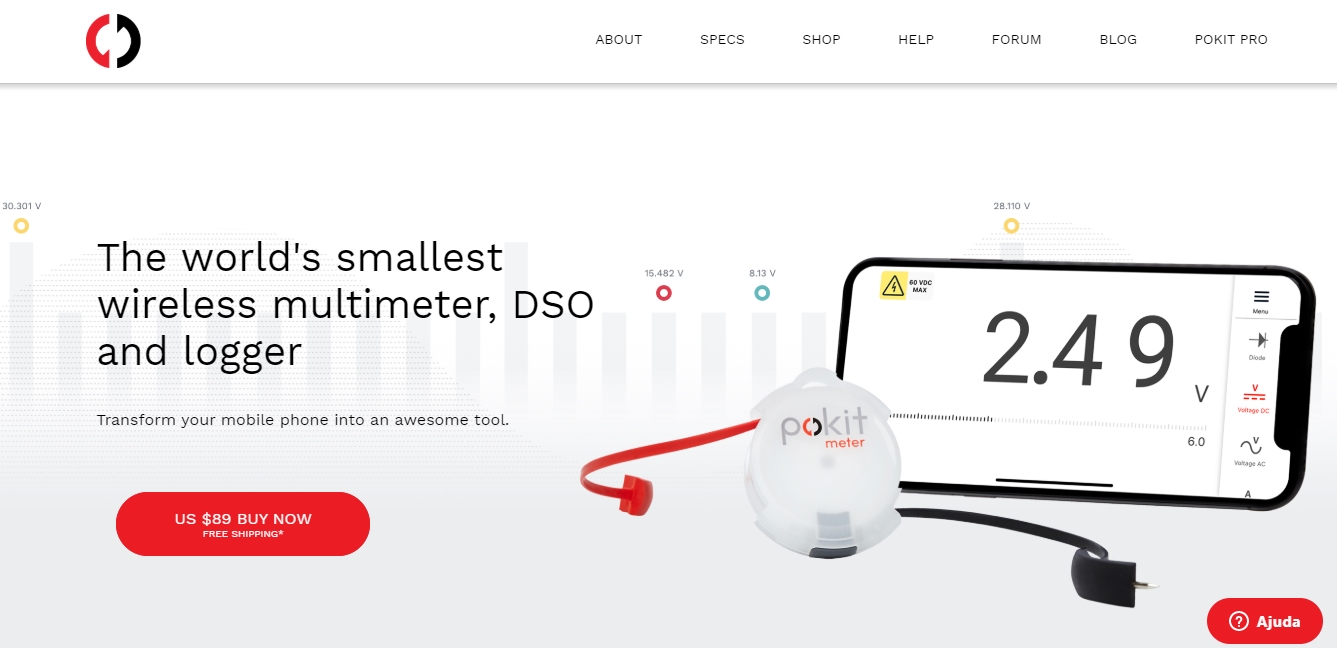 ABOUT
SPECS
SHOP
HELP
FORUM
BLOG
POKIT PRO
30.301 V
28.110 V
15.482 V
8.13 V
The world's smallest
wireless multimeter, DSO
and logger
Transform your mobile phone into an awesome tool.
US $89 BUY NOW
FREE SHIPPING*
60 VDC
MAX
2.49
V
6.0
Menu
Diode
V
Voltage DC
V
Voltage AC
A
pokit
meter
Ajuda